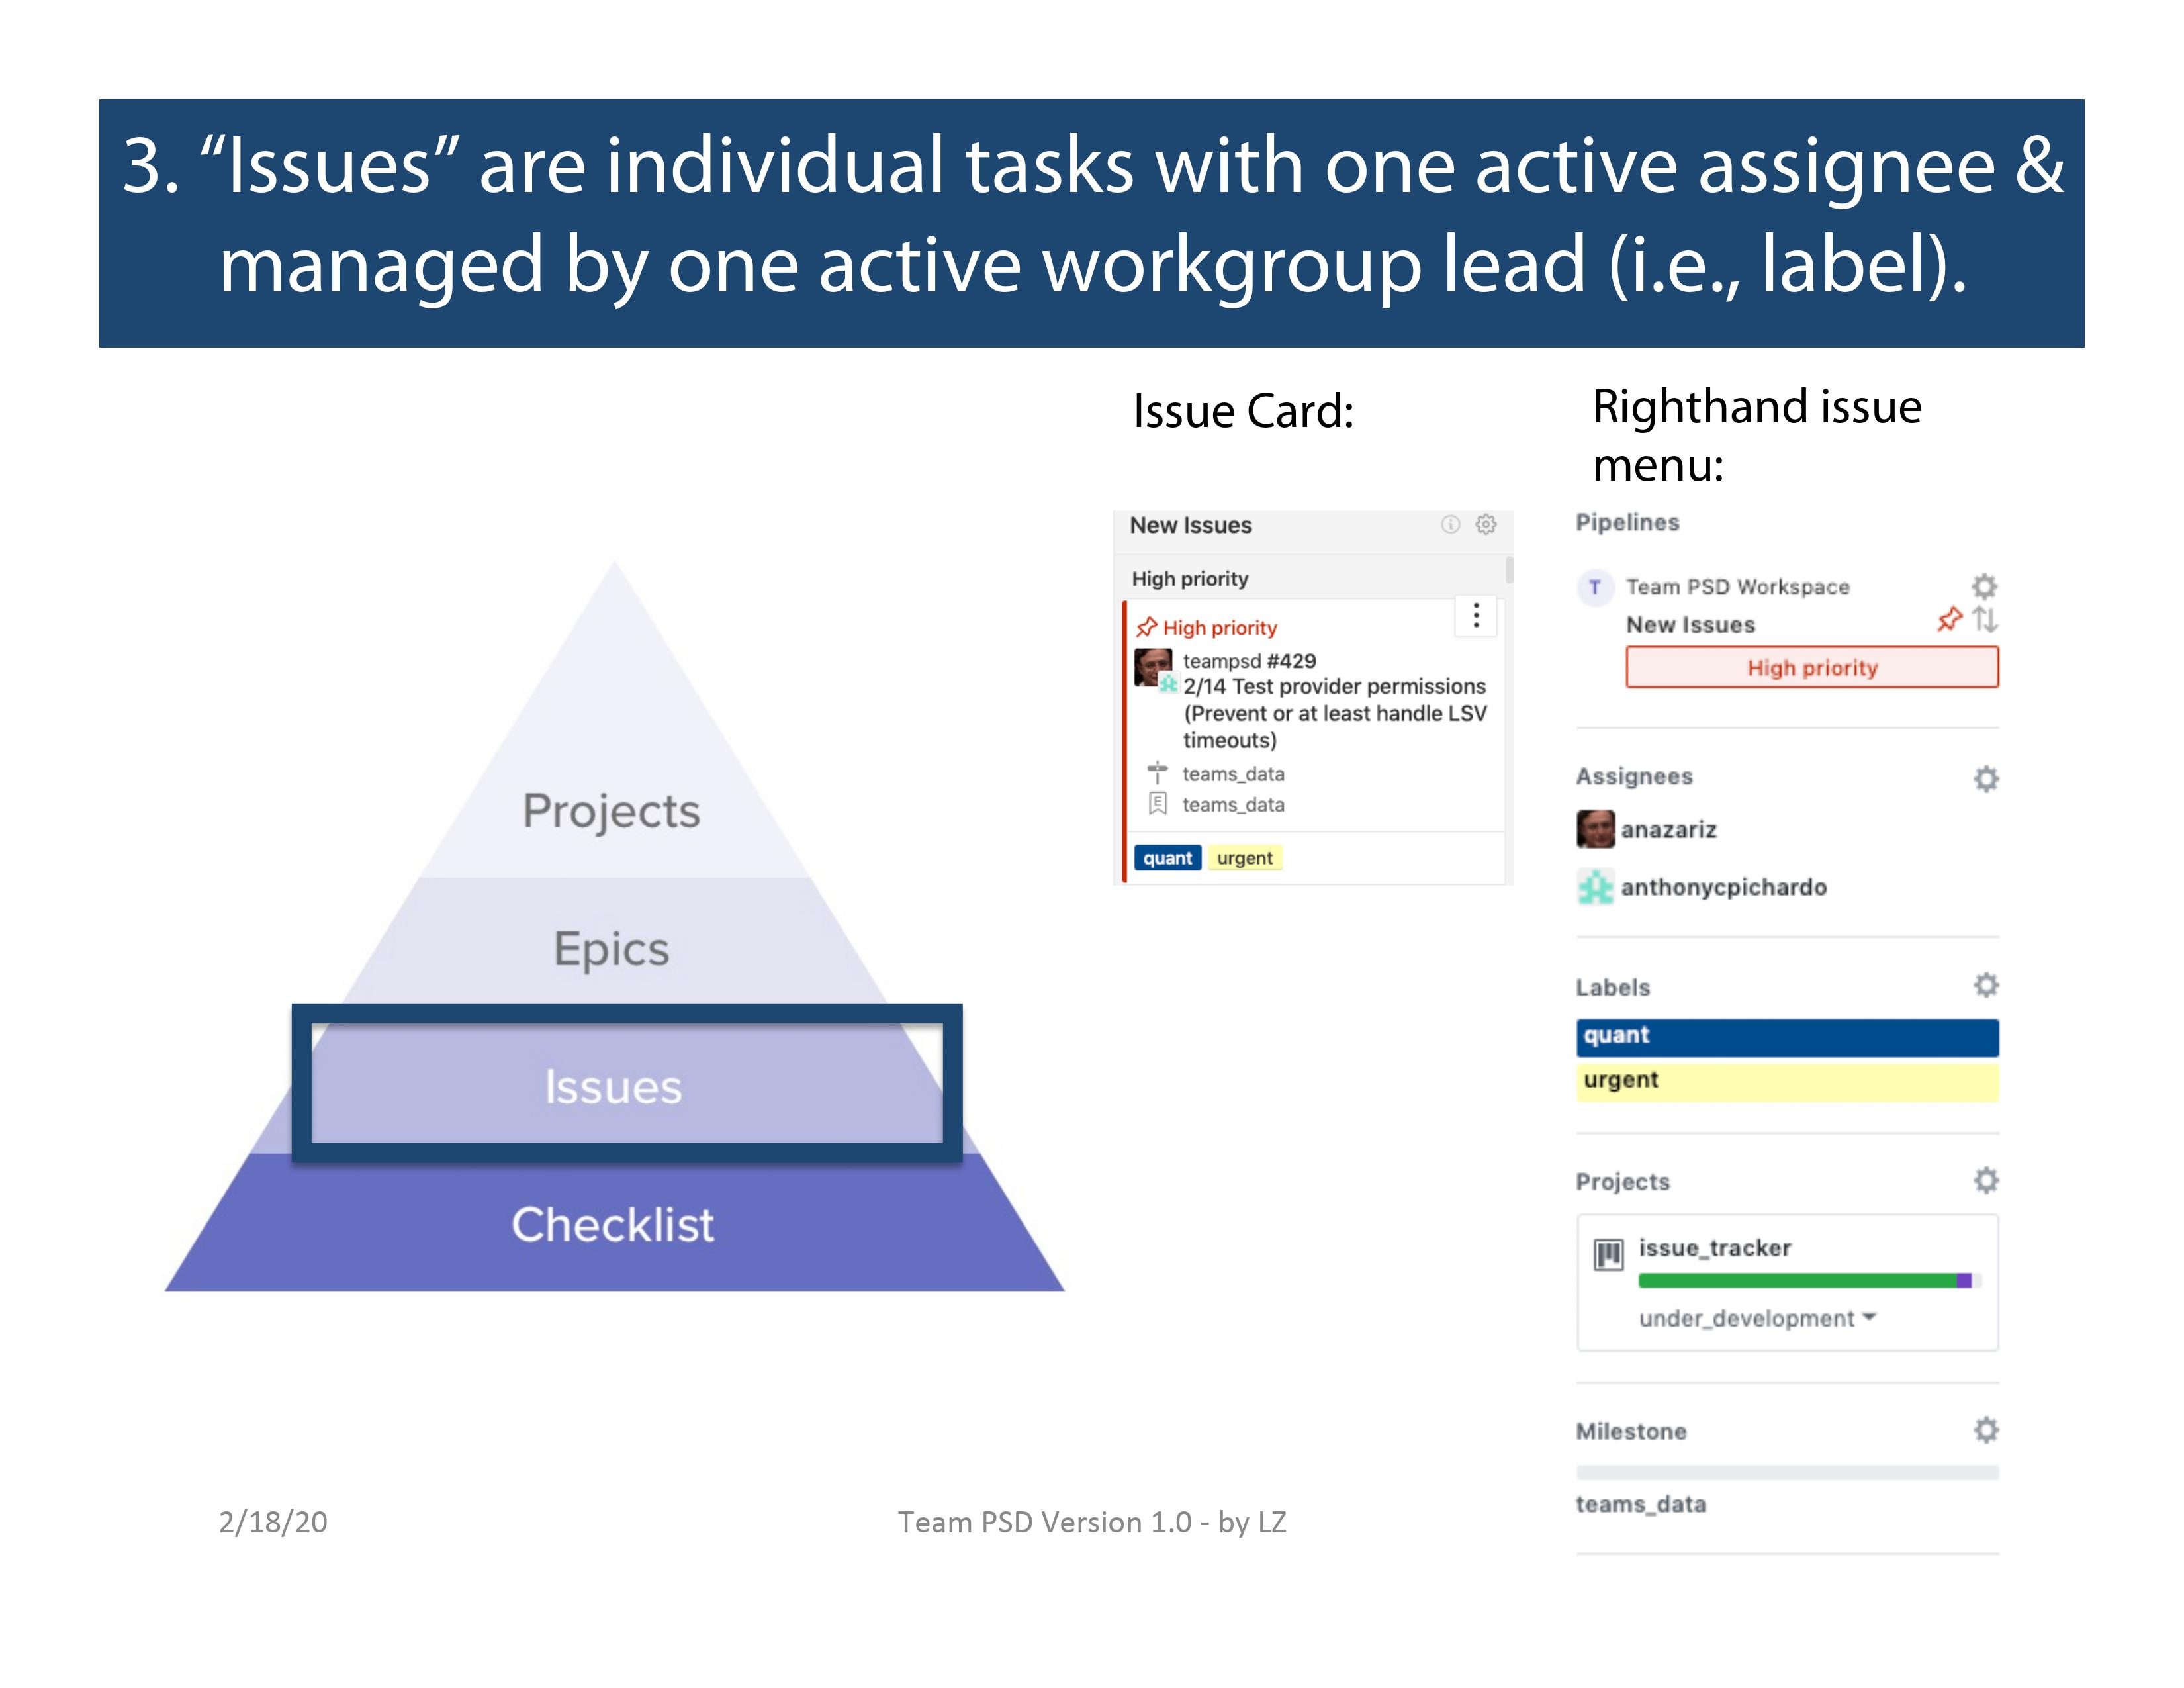 3. “Issues” are individual tasks with one active assignee &
managed by one active workgroup lead (i.e., label).
Projects
Epics
Issues
Checklist
Issue Card:
New Issues
High priority
High priority
teampsd #429
2/14 Test provider permissions
(Prevent or at least handle LSV
timeouts)
teams_data
E
teams_data
quant urgent
Righthand issue
menu:
Pipelines
T Team PSD Workspace
New Issues
High priority
Assignees
anazariz
anthonycpichardo
Labels
quant
urgent
Projects
issue_tracker
under_development
Milestone
teams_data
2/18/20
Team PSD Version 1.0 - by LZ